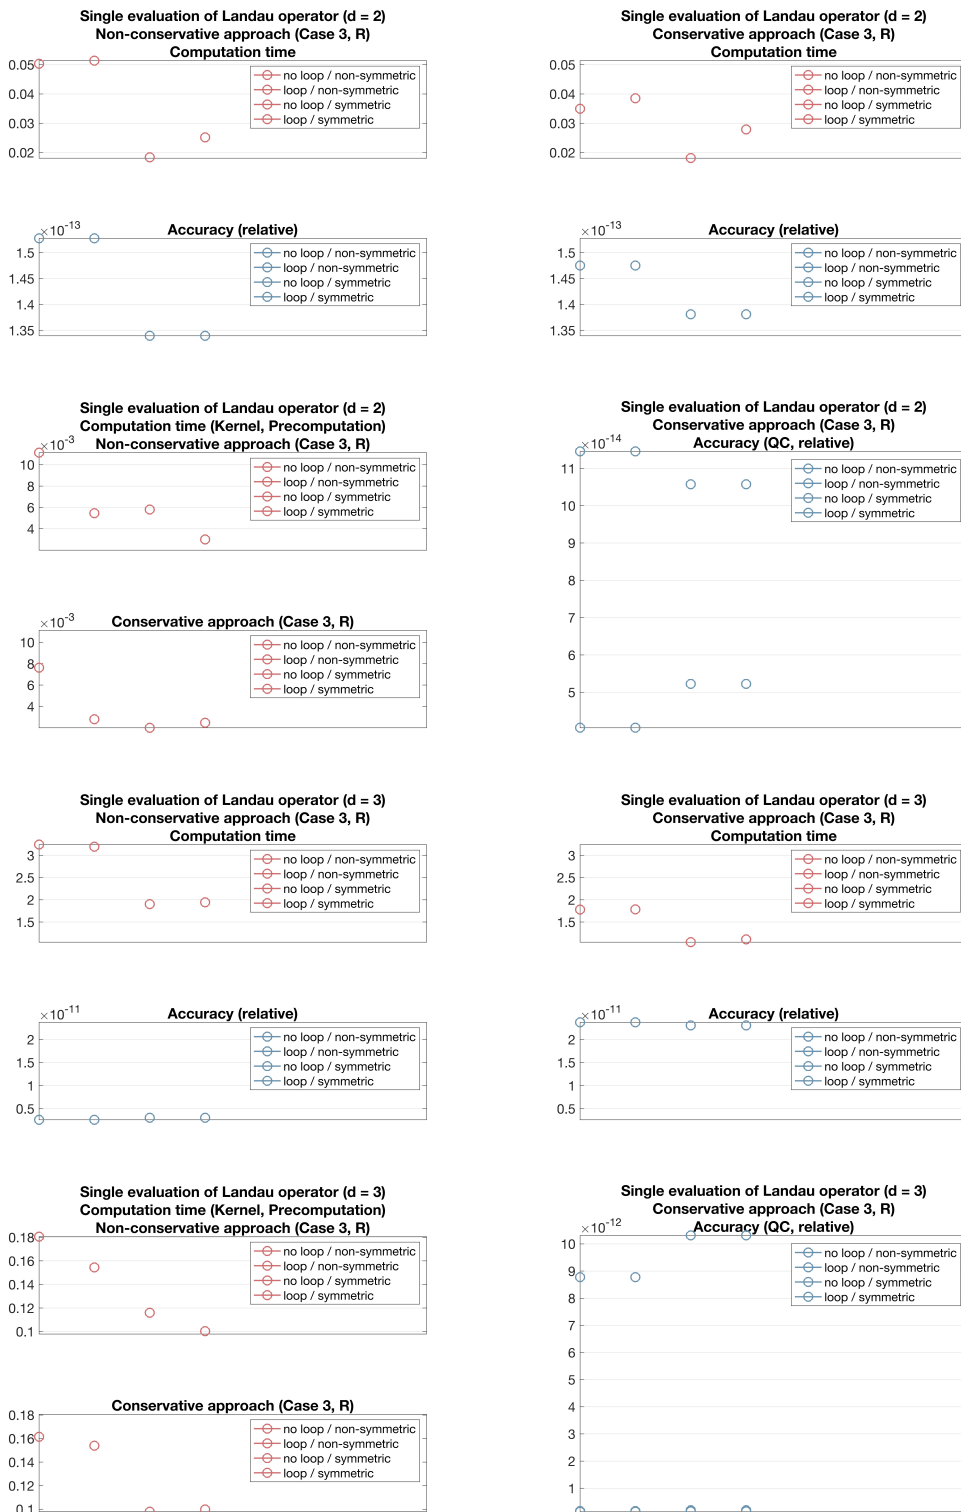 Single evaluation of Landau operator (d = 2)
Non-conservative approach (Case 3, R)
Computation time
0.05
0.04
0.03
0.02
no loop / non-symmetric
loop / non-symmetric
no loop / symmetric
loop / symmetric
Single evaluation of Landau operator (d = 2)
Conservative approach (Case 3, R)
Computation time
0.05
0.04
0.03
0.02
no loop / non-symmetric
loop / non-symmetric
no loop / symmetric
loop / symmetric
×10⁻¹³
Accuracy (relative)
1.5
1.45
1.4
1.35
no loop / non-symmetric
loop / non-symmetric
no loop / symmetric
loop / symmetric
×10⁻¹³
Accuracy (relative)
1.5
1.45
1.4
1.35
no loop / non-symmetric
loop / non-symmetric
no loop / symmetric
loop / symmetric
Single evaluation of Landau operator (d = 2)
Computation time (Kernel, Precomputation)
Non-conservative approach (Case 3, R)
×10⁻³
10
8
6
4
no loop / non-symmetric
loop / non-symmetric
no loop / symmetric
loop / symmetric
×10⁻³
Conservative approach (Case 3, R)
10
8
6
4
no loop / non-symmetric
loop / non-symmetric
no loop / symmetric
loop / symmetric
Single evaluation of Landau operator (d = 2)
Conservative approach (Case 3, R)
Accuracy (QC, relative)
×10⁻¹⁴
11
10
9
8
7
6
5
no loop / non-symmetric
loop / non-symmetric
no loop / symmetric
loop / symmetric
Single evaluation of Landau operator (d = 3)
Non-conservative approach (Case 3, R)
Computation time
3
2.5
2
1.5
no loop / non-symmetric
loop / non-symmetric
no loop / symmetric
loop / symmetric
Single evaluation of Landau operator (d = 3)
Conservative approach (Case 3, R)
Computation time
3
2.5
2
1.5
no loop / non-symmetric
loop / non-symmetric
no loop / symmetric
loop / symmetric
×10⁻¹¹
Accuracy (relative)
2
1.5
1
0.5
no loop / non-symmetric
loop / non-symmetric
no loop / symmetric
loop / symmetric
×10⁻¹¹
Accuracy (relative)
2
1.5
1
0.5
no loop / non-symmetric
loop / non-symmetric
no loop / symmetric
loop / symmetric
Single evaluation of Landau operator (d = 3)
Computation time (Kernel, Precomputation)
Non-conservative approach (Case 3, R)
0.18
0.16
0.14
0.12
0.1
no loop / non-symmetric
loop / non-symmetric
no loop / symmetric
loop / symmetric
Conservative approach (Case 3, R)
0.18
0.16
0.14
0.12
0.1
no loop / non-symmetric
loop / non-symmetric
no loop / symmetric
loop / symmetric
Single evaluation of Landau operator (d = 3)
Conservative approach (Case 3, R)
Accuracy (QC, relative)
×10⁻¹²
10
9
8
7
6
5
4
3
2
1
no loop / non-symmetric
loop / non-symmetric
no loop / symmetric
loop / symmetric